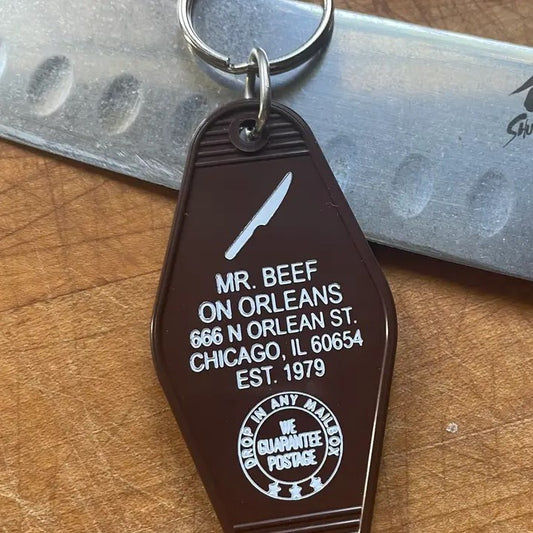 MR. BEEF
ON ORLEANS
666 N ORLEAN ST.
CHICAGO, IL 60654
EST. 1979
DROP IN ANY MAILBOX
WE
GUARANTEE
POSTAGE
SHU